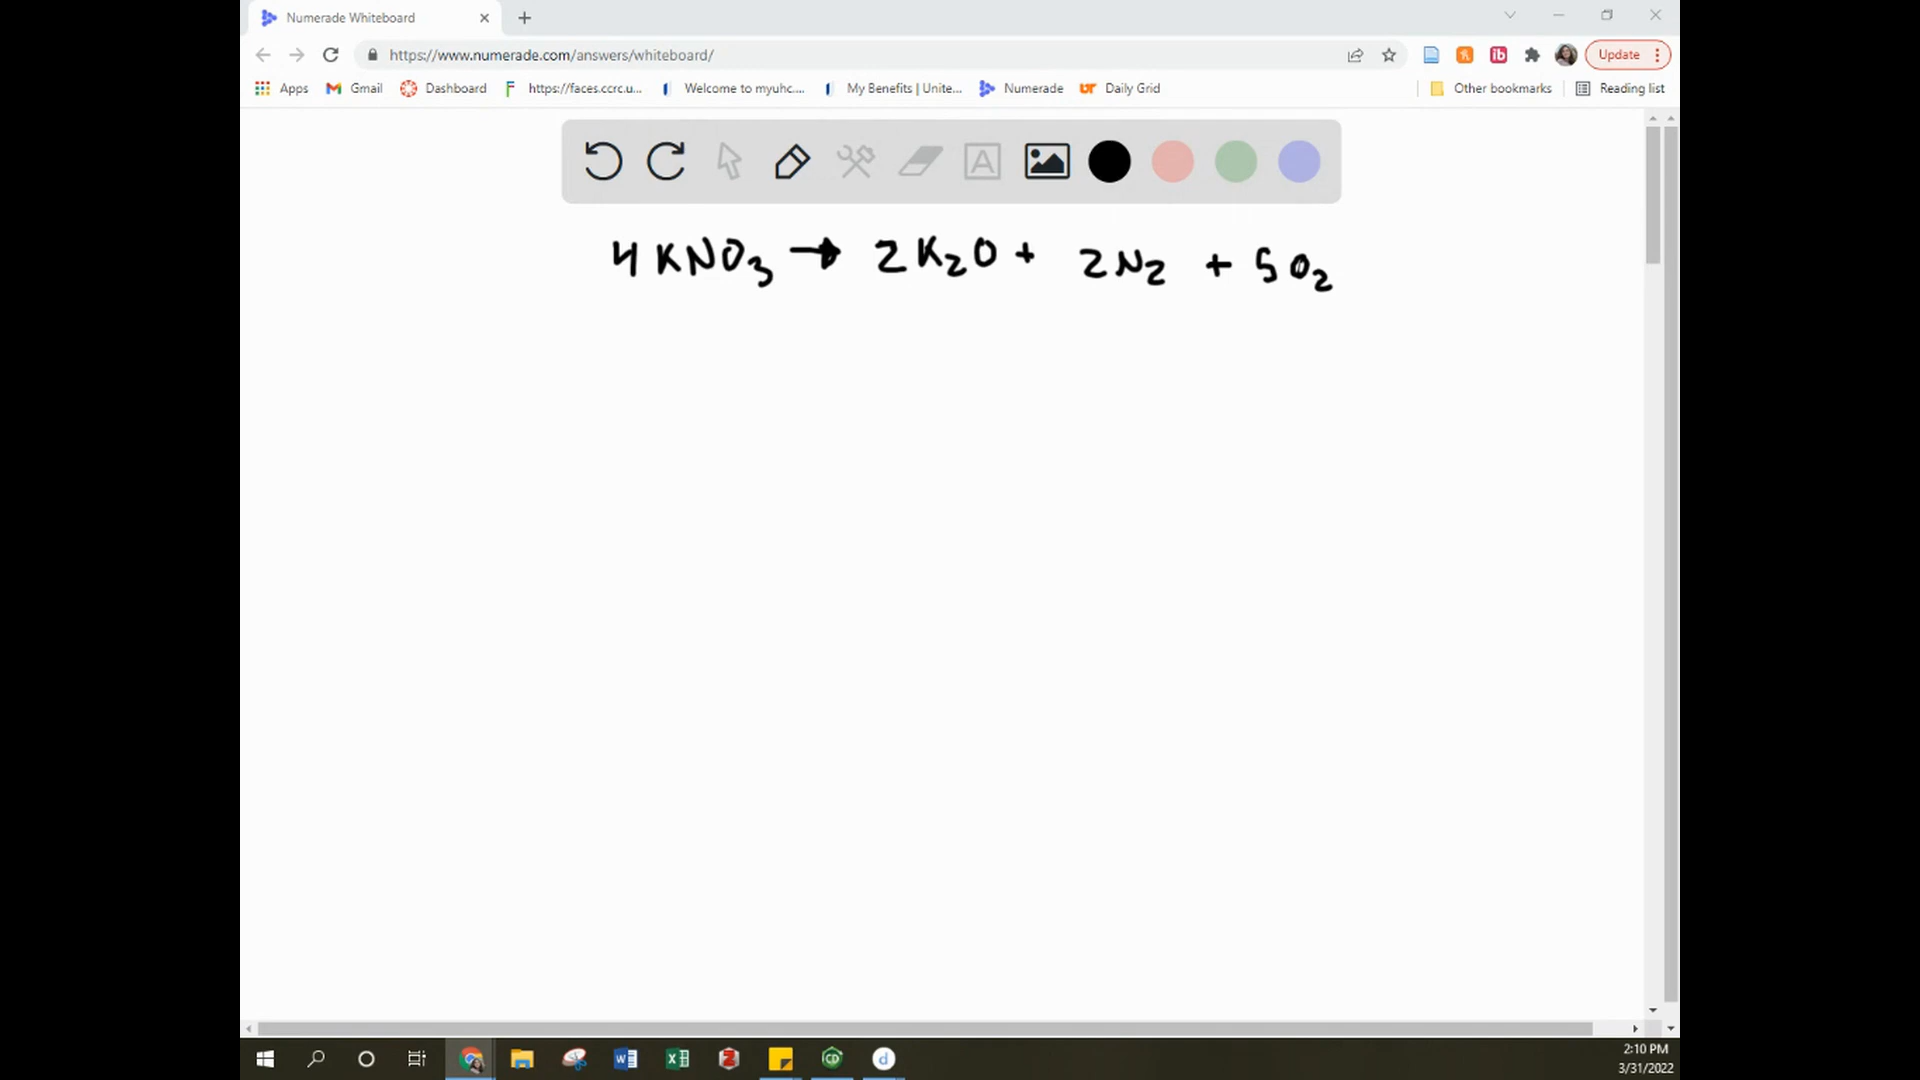 Numerade Whiteboard
https://www.numerade.com/answers/whiteboard/
Update
Apps Gmail Dashboard https://faces.ccrc.u... Welcome to myuhc.... My Benefits | Unite... Numerade Daily Grid Other bookmarks Reading list
A
4 KNO₃ → 2 K₂O + 2 N₂ + 5 O₂
2:10 PM
3/31/2022